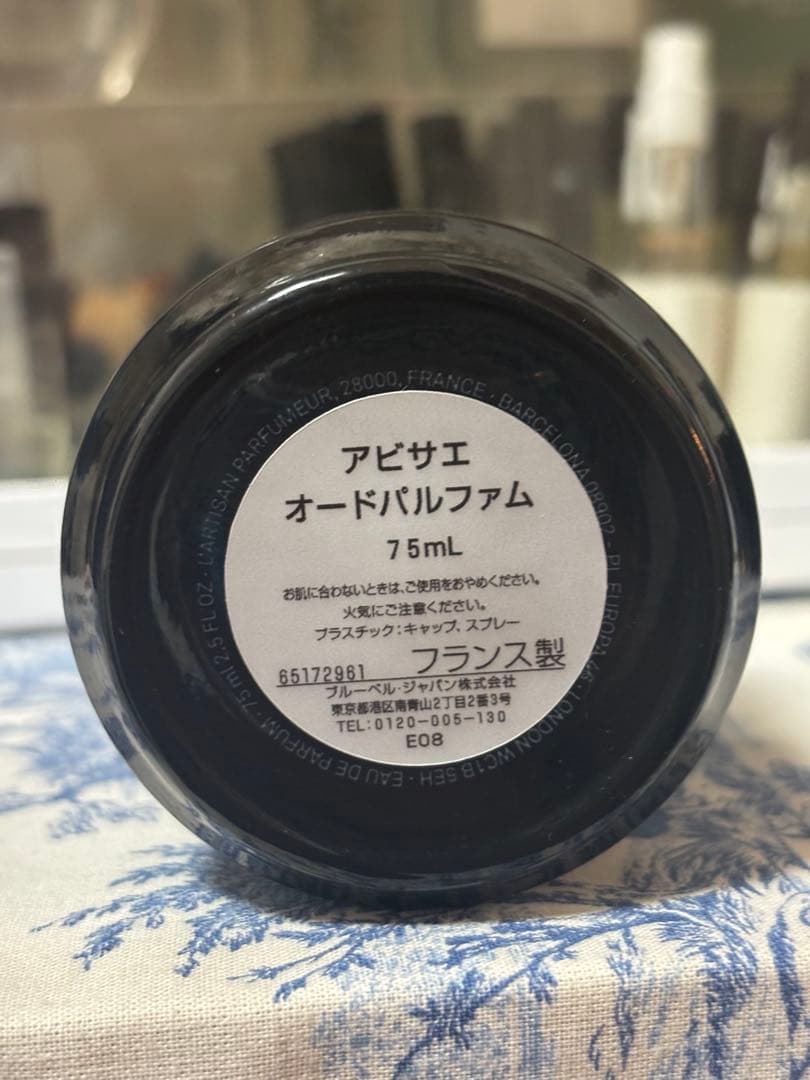 アビサエ
オードパルファム
75mL
お肌に合わないときは、ご使用をおやめください。
火気にご注意ください。
プラスチック:キャップ、スプレー
65172961 フランス製
ブルーベル・ジャパン株式会社
東京都港区南青山2丁目2番3号
TEL:0120-005-130
E08
EAU DE PARFUM · 75 ml 2.5 FL OZ · L'ARTISAN PARFUMEUR, 28000, FRANCE · BARCELONA 08902 · PL. EUROPA 46 · LONDON WC1B 5EH ·